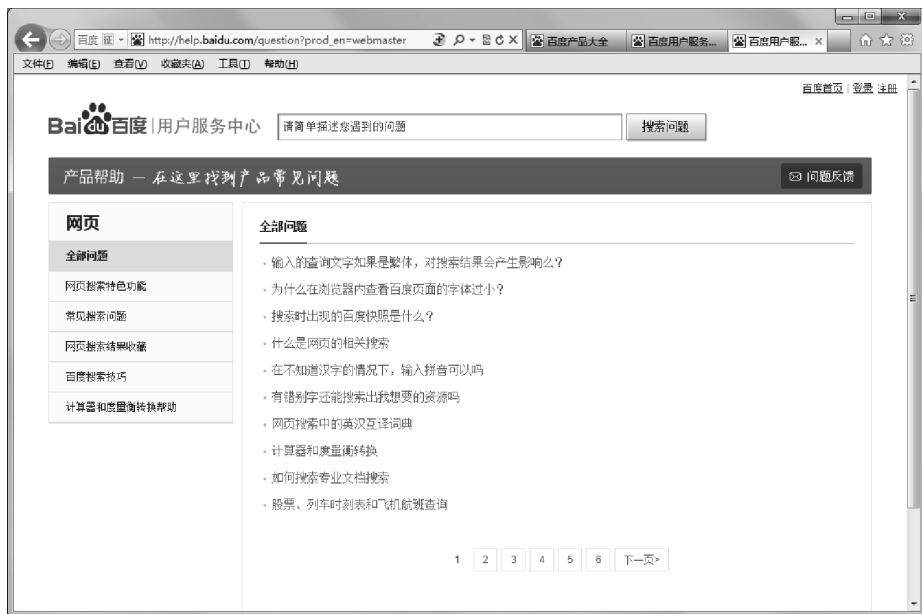 百度 证 http://help.baidu.com/question?prod_en=webmaster 百度产品大全 百度用户服务... 百度用户服... ×
文件(F) 编辑(E) 查看(V) 收藏夹(A) 工具(T) 帮助(H)
百度首页 | 登录 注册
Bai du 百度 | 用户服务中心 请简单描述您遇到的问题 搜索问题
产品帮助 — 在这里找到产品常见问题 问题反馈
网页
全部问题
网页搜索特色功能
常见搜索问题
网页搜索结果收藏
百度搜索技巧
计算器和度量衡转换帮助
全部问题
· 输入的查询文字如果是繁体，对搜索结果会产生影响么？
· 为什么在浏览器内查看百度页面的字体过小？
· 搜索时出现的百度快照是什么？
· 什么是网页的相关搜索
· 在不知道汉字的情况下，输入拼音可以吗
· 有错别字还能搜索出我想要的资源吗
· 网页搜索中的英汉互译词典
· 计算器和度量衡转换
· 如何搜索专业文档搜索
· 股票、列车时刻表和飞机航班查询
1 2 3 4 5 6 下一页>